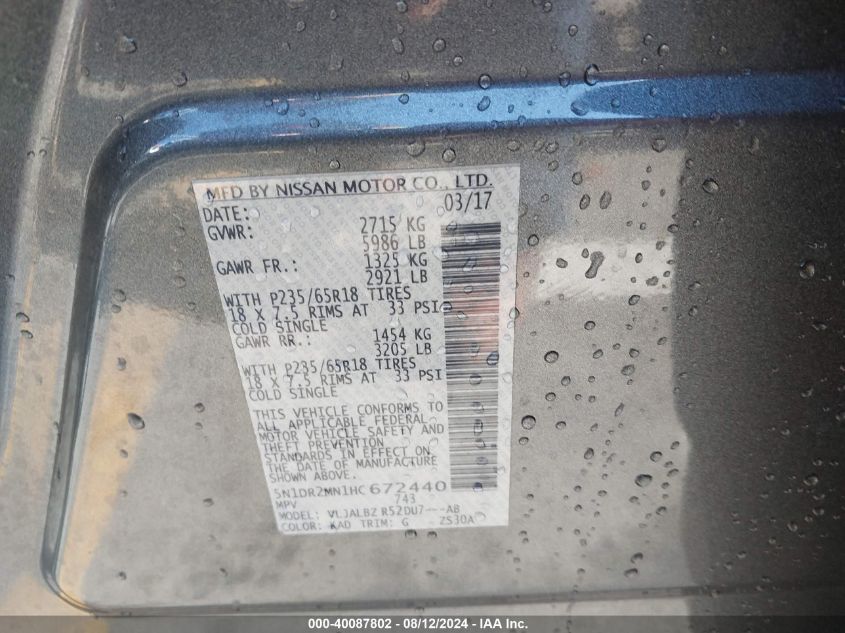 MFD BY NISSAN MOTOR CO., LTD.
DATE: 03/17
GVWR: 2715 KG
5986 LB
GAWR FR.: 1325 KG
2921 LB
WITH P235/65R18 TIRES
18 X 7.5 RIMS AT 33 PSI
COLD SINGLE
GAWR RR.: 1454 KG
3205 LB
WITH P235/65R18 TIRES
18 X 7.5 RIMS AT 33 PSI
COLD SINGLE
THIS VEHICLE CONFORMS TO
ALL APPLICABLE FEDERAL
MOTOR VEHICLE SAFETY AND
THEFT PREVENTION
STANDARDS IN EFFECT ON
THE DATE OF MANUFACTURE
SHOWN ABOVE.
5N1DR2MN1HC672440
MPV 743
MODEL: VLJALBZ R52DU7---AB
COLOR: KAD TRIM: G ZS30A
000-40087802 - 08/12/2024 - IAA Inc.